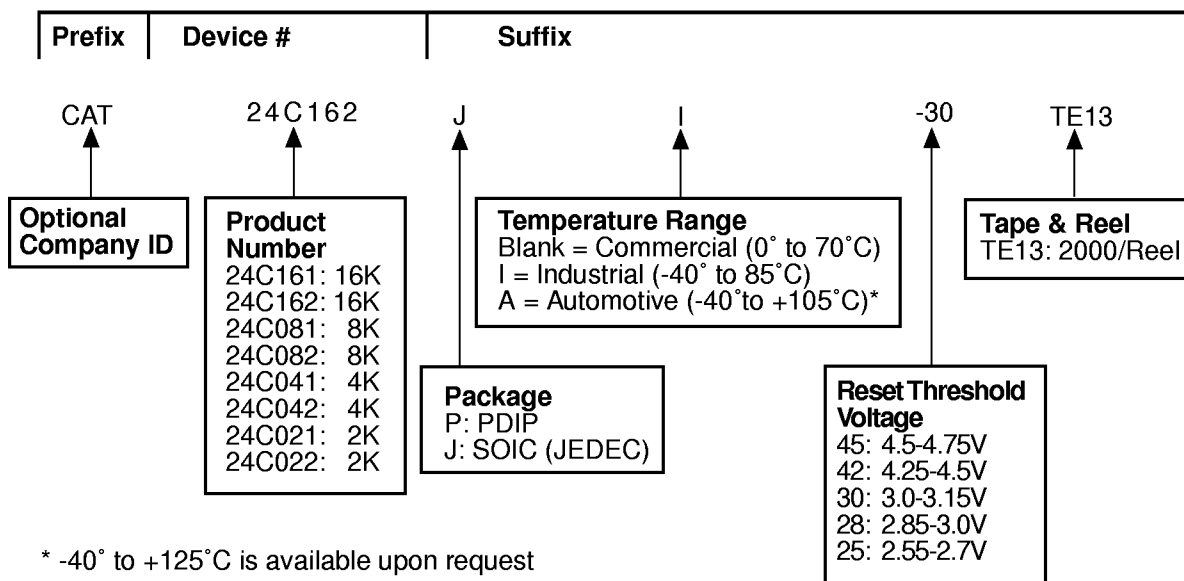 Prefix Device # Suffix
CAT 24C162 J I -30 TE13
Optional
Company ID
Product
Number
24C161: 16K
24C162: 16K
24C081: 8K
24C082: 8K
24C041: 4K
24C042: 4K
24C021: 2K
24C022: 2K
Temperature Range
Blank = Commercial (0˚ to 70˚C)
I = Industrial (-40˚ to 85˚C)
A = Automotive (-40˚to +105˚C)*
Tape & Reel
TE13: 2000/Reel
Package
P: PDIP
J: SOIC (JEDEC)
Reset Threshold
Voltage
45: 4.5-4.75V
42: 4.25-4.5V
30: 3.0-3.15V
28: 2.85-3.0V
25: 2.55-2.7V
* -40˚ to +125˚C is available upon request